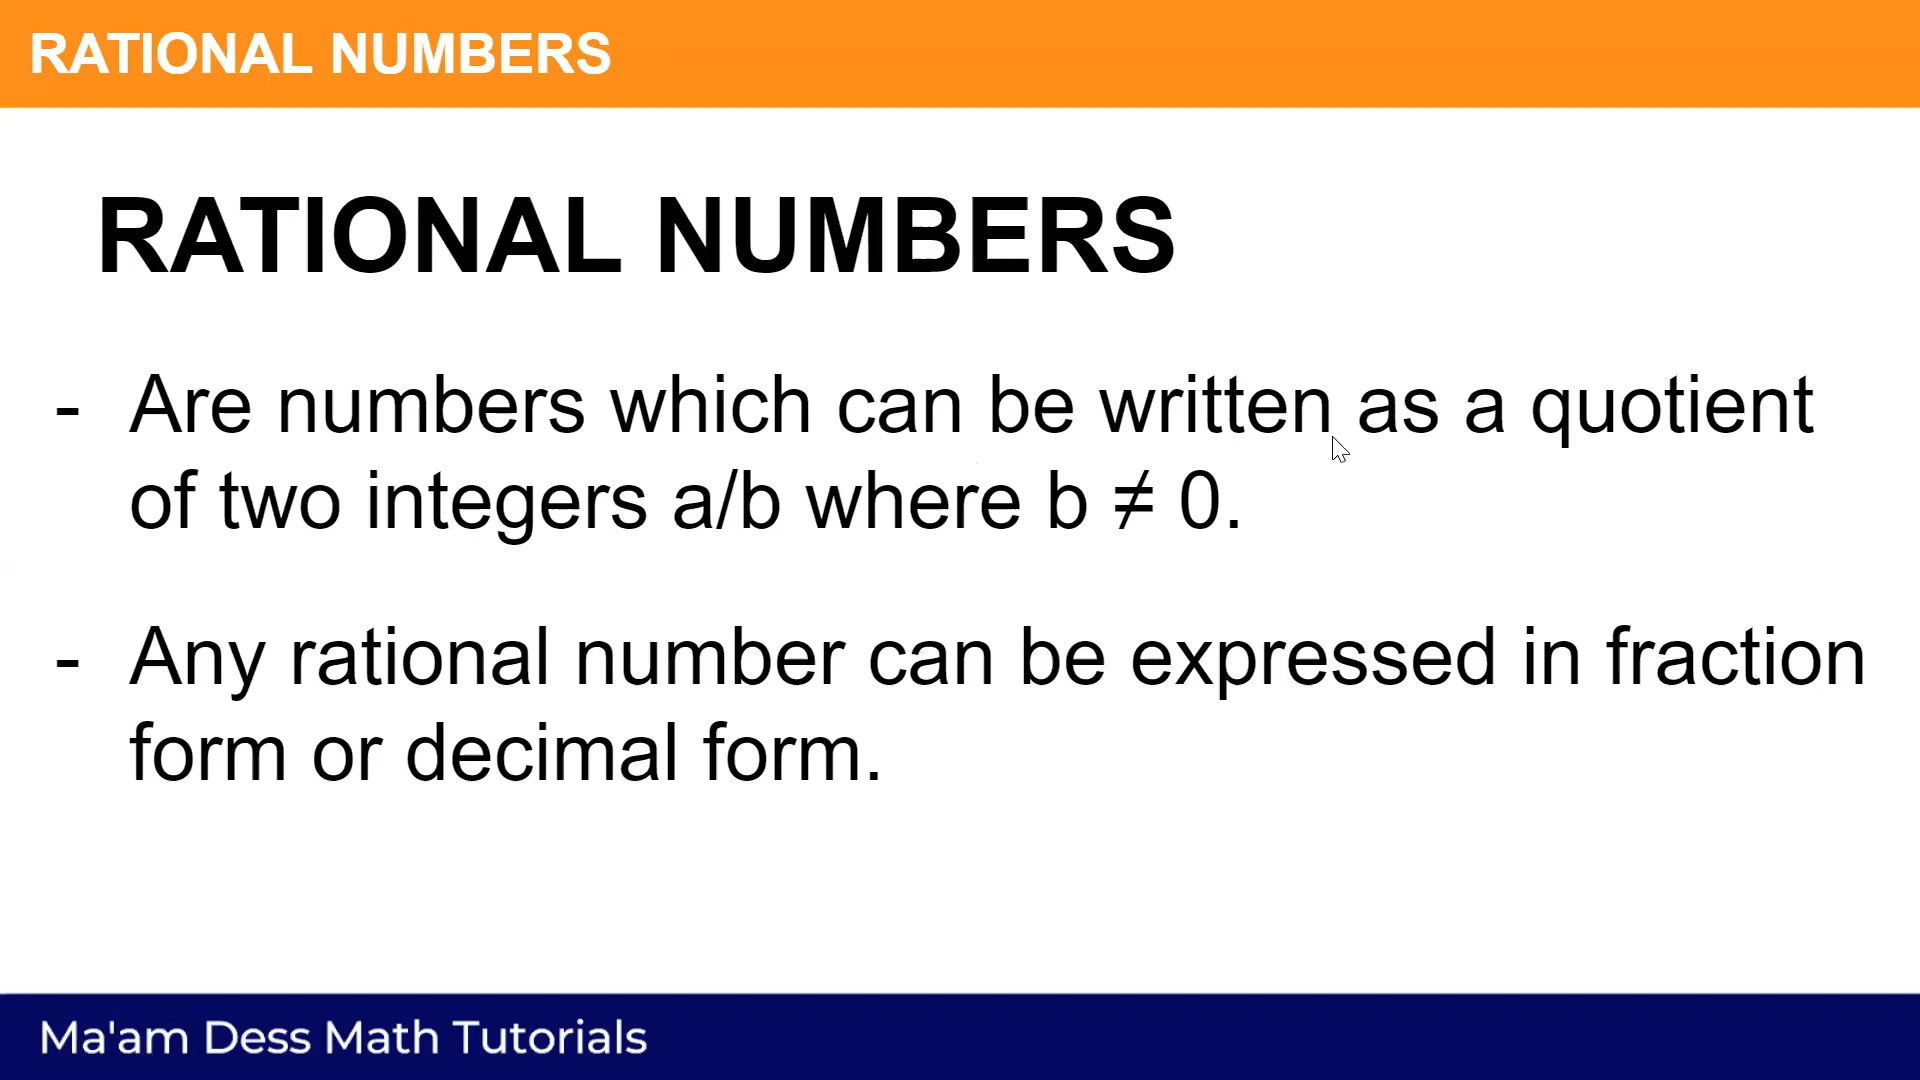 RATIONAL NUMBERS
RATIONAL NUMBERS
- Are numbers which can be written as a quotient
of two integers a/b where b ≠ 0.
- Any rational number can be expressed in fraction
form or decimal form.
Ma'am Dess Math Tutorials